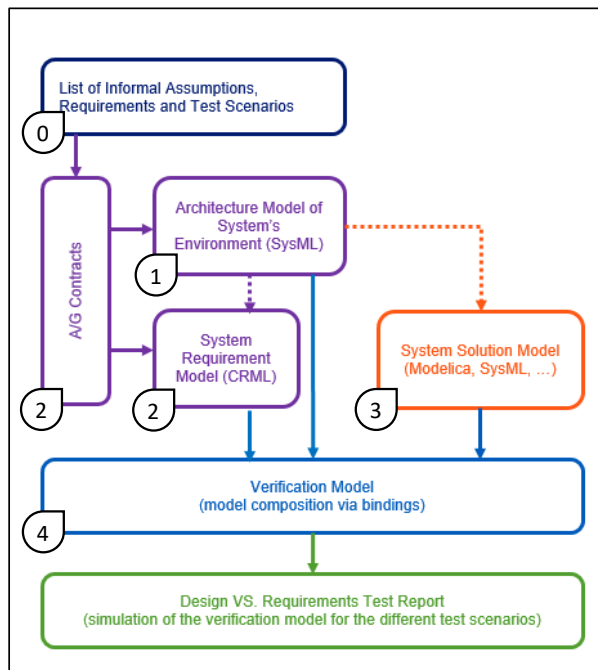 List of Informal Assumptions,
Requirements and Test Scenarios
0
A/G Contracts
2
Architecture Model of
System's
Environment (SysML)
1
System
Requirement
Model (CRML)
2
System Solution Model
(Modelica, SysML, …)
3
Verification Model
(model composition via bindings)
4
Design VS. Requirements Test Report
(simulation of the verification model for the different test scenarios)